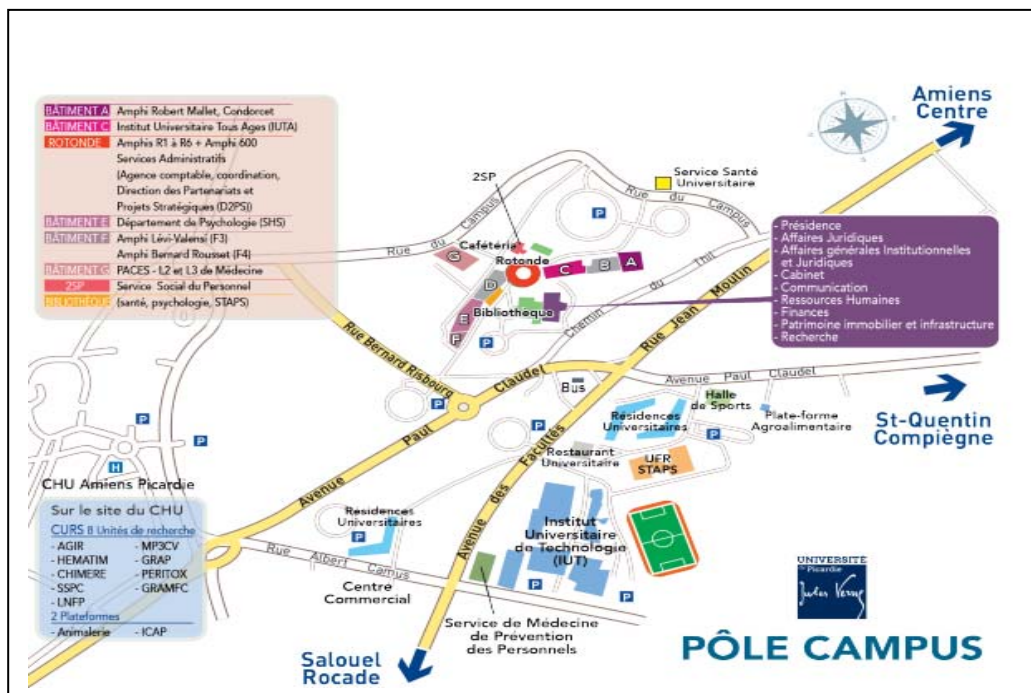 BÂTIMENT A Amphi Robert Mallet, Condorcet
BÂTIMENT C Institut Universitaire Tous Ages (IUTA)
ROTONDE Amphis R1 à R6 + Amphi 600
Services Administratifs
(Agence comptable, coordination,
Direction des Partenariats et
Projets Stratégiques (D2PS))
BÂTIMENT E Département de Psychologie (SHS)
BÂTIMENT F Amphi Lévi-Valensi (F3)
Amphi Bernard Rousset (F4)
BÂTIMENT G PACES - L2 et L3 de Médecine
2SP Service Social du Personnel
BIBLIOTHÈQUE (santé, psychologie, STAPS)
Amiens
Centre
2SP
Service Santé
Universitaire
Rue du Campus
Rue du Campus
P
Cafétéria
G
Rotonde
C
B
A
D
Bibliothèque
E
F
P
Chemin du Thil
Rue Jean Moulin
- Présidence
- Affaires Juridiques
- Affaires générales Institutionnelles
et Juridiques
- Cabinet
- Communication
- Ressources Humaines
- Finances
- Patrimoine immobilier et infrastructure
- Recherche
Rue Bernard Risbourg
Avenue Paul Claudel
Bus
Avenue Paul Claudel
St-Quentin
Compiègne
P
P
P
P
P
H
CHU Amiens Picardie
Résidences
Universitaires
Halle
de Sports
Plate-forme
Agroalimentaire
P
Restaurant
Universitaire
UFR
STAPS
Avenue des Facultés
Sur le site du CHU
CURS 8 Unités de recherche
- AGIR - MP3CV
- HEMATIM - GRAP
- CHIMERE - PERITOX
- SSPC - GRAMFC
- LNFP
2 Plateformes
- Animalerie - ICAP
Résidences
Universitaires
P
Rue Albert Camus
Centre
Commercial
Institut
Universitaire
de Technologie
(IUT)
P
P
Service de Médecine
de Prévention
des Personnels
Salouel
Rocade
UNIVERSITÉ
de Picardie
Jules Verne
PÔLE CAMPUS